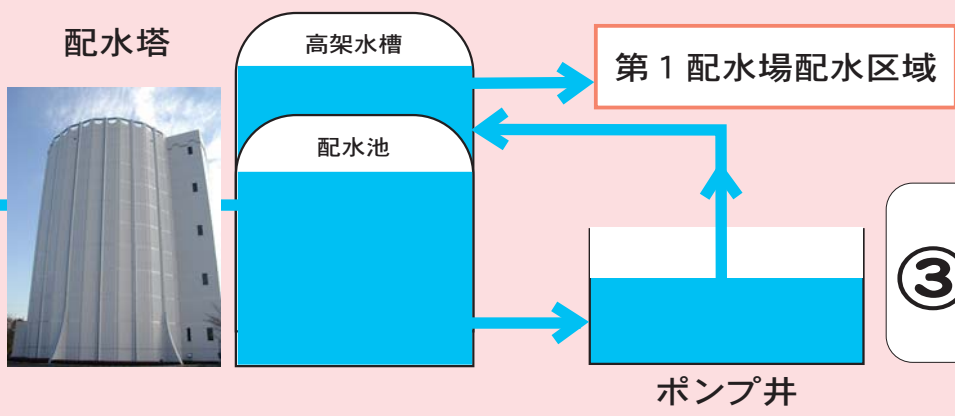 配水塔
高架水槽
第1配水場配水区域
配水池
③
ポンプ井